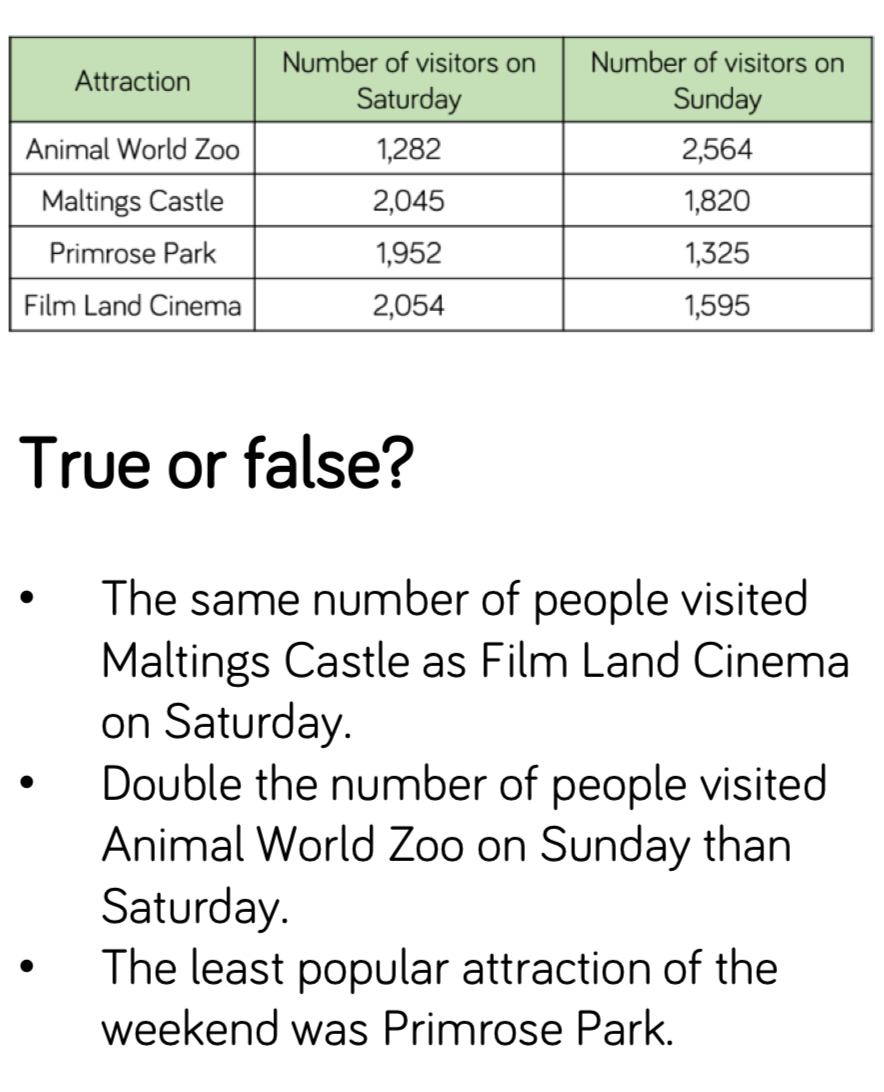 Attraction Number of visitors on Saturday Number of visitors on Sunday
Animal World Zoo 1,282 2,564
Maltings Castle 2,045 1,820
Primrose Park 1,952 1,325
Film Land Cinema 2,054 1,595
True or false?
• The same number of people visited
Maltings Castle as Film Land Cinema
on Saturday.
• Double the number of people visited
Animal World Zoo on Sunday than
Saturday.
• The least popular attraction of the
weekend was Primrose Park.